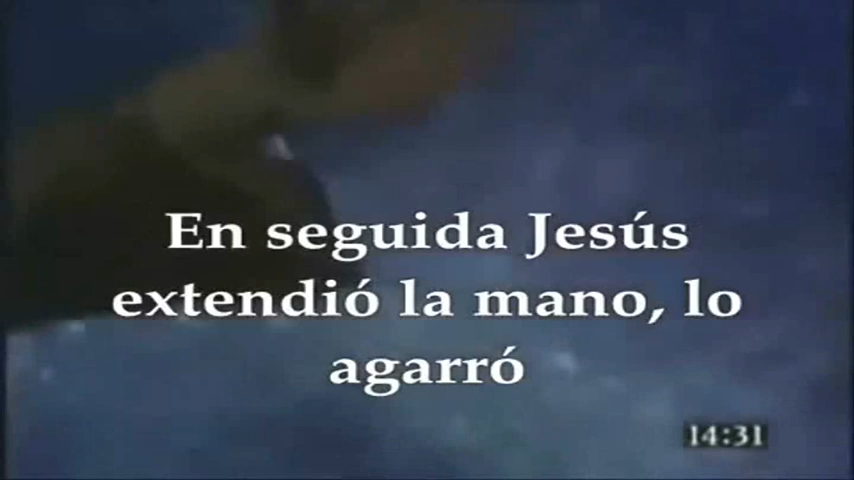 En seguida Jesús
extendió la mano, lo
agarró
14:31